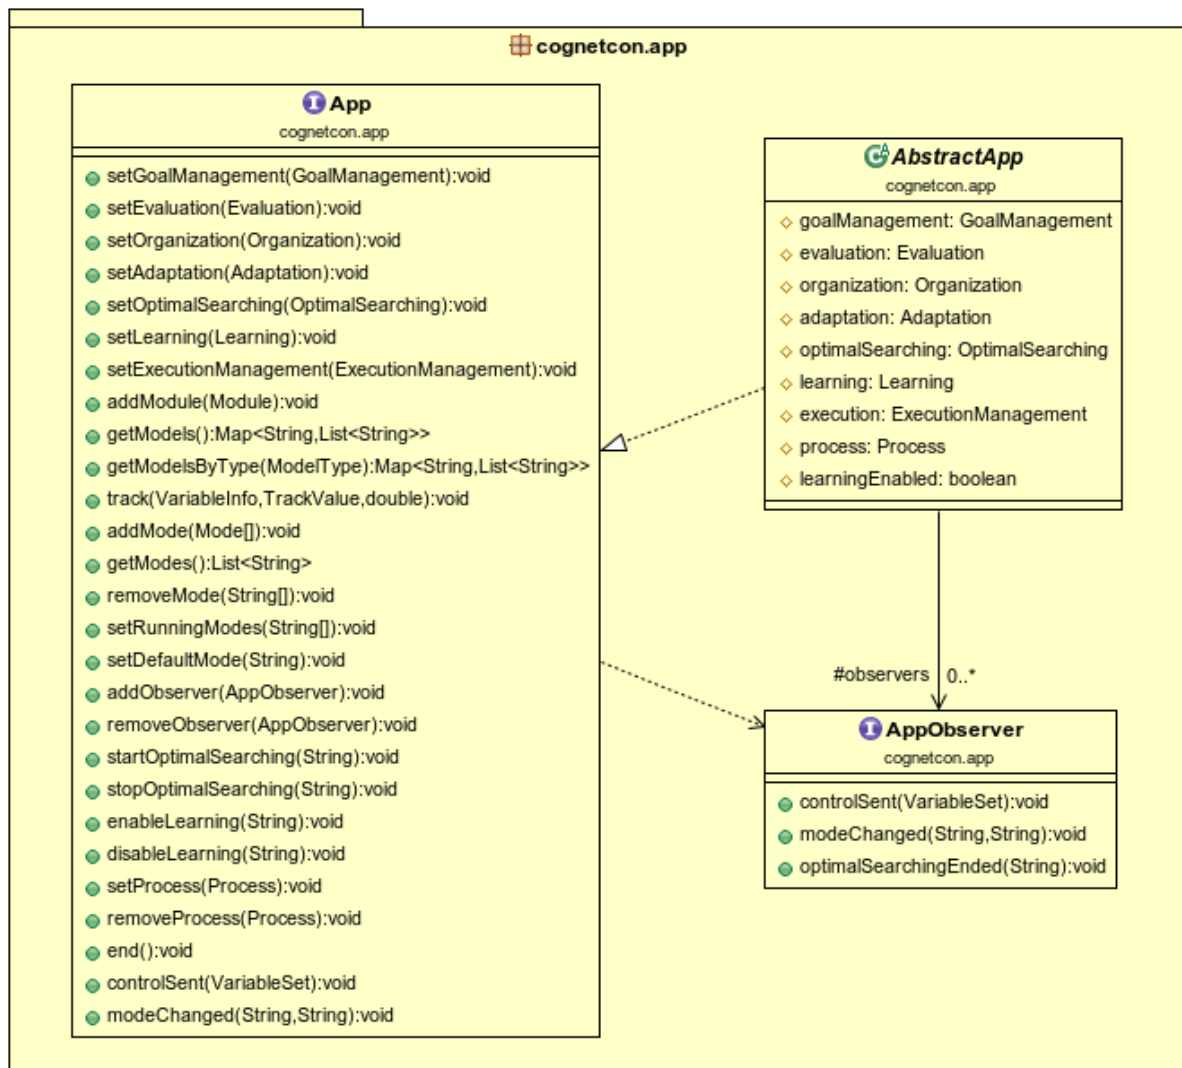 cognetcon.app
App
cognetcon.app
setGoalManagement(GoalManagement):void
setEvaluation(Evaluation):void
setOrganization(Organization):void
setAdaptation(Adaptation):void
setOptimalSearching(OptimalSearching):void
setLearning(Learning):void
setExecutionManagement(ExecutionManagement):void
addModule(Module):void
getModels():Map<String,List<String>>
getModelsByType(ModelType):Map<String,List<String>>
track(VariableInfo,TrackValue,double):void
addMode(Mode[]):void
getModes():List<String>
removeMode(String[]):void
setRunningModes(String[]):void
setDefaultMode(String):void
addObserver(AppObserver):void
removeObserver(AppObserver):void
startOptimalSearching(String):void
stopOptimalSearching(String):void
enableLearning(String):void
disableLearning(String):void
setProcess(Process):void
removeProcess(Process):void
end():void
controlSent(VariableSet):void
modeChanged(String,String):void
AbstractApp
cognetcon.app
goalManagement: GoalManagement
evaluation: Evaluation
organization: Organization
adaptation: Adaptation
optimalSearching: OptimalSearching
learning: Learning
execution: ExecutionManagement
process: Process
learningEnabled: boolean
#observers 0..*
AppObserver
cognetcon.app
controlSent(VariableSet):void
modeChanged(String,String):void
optimalSearchingEnded(String):void